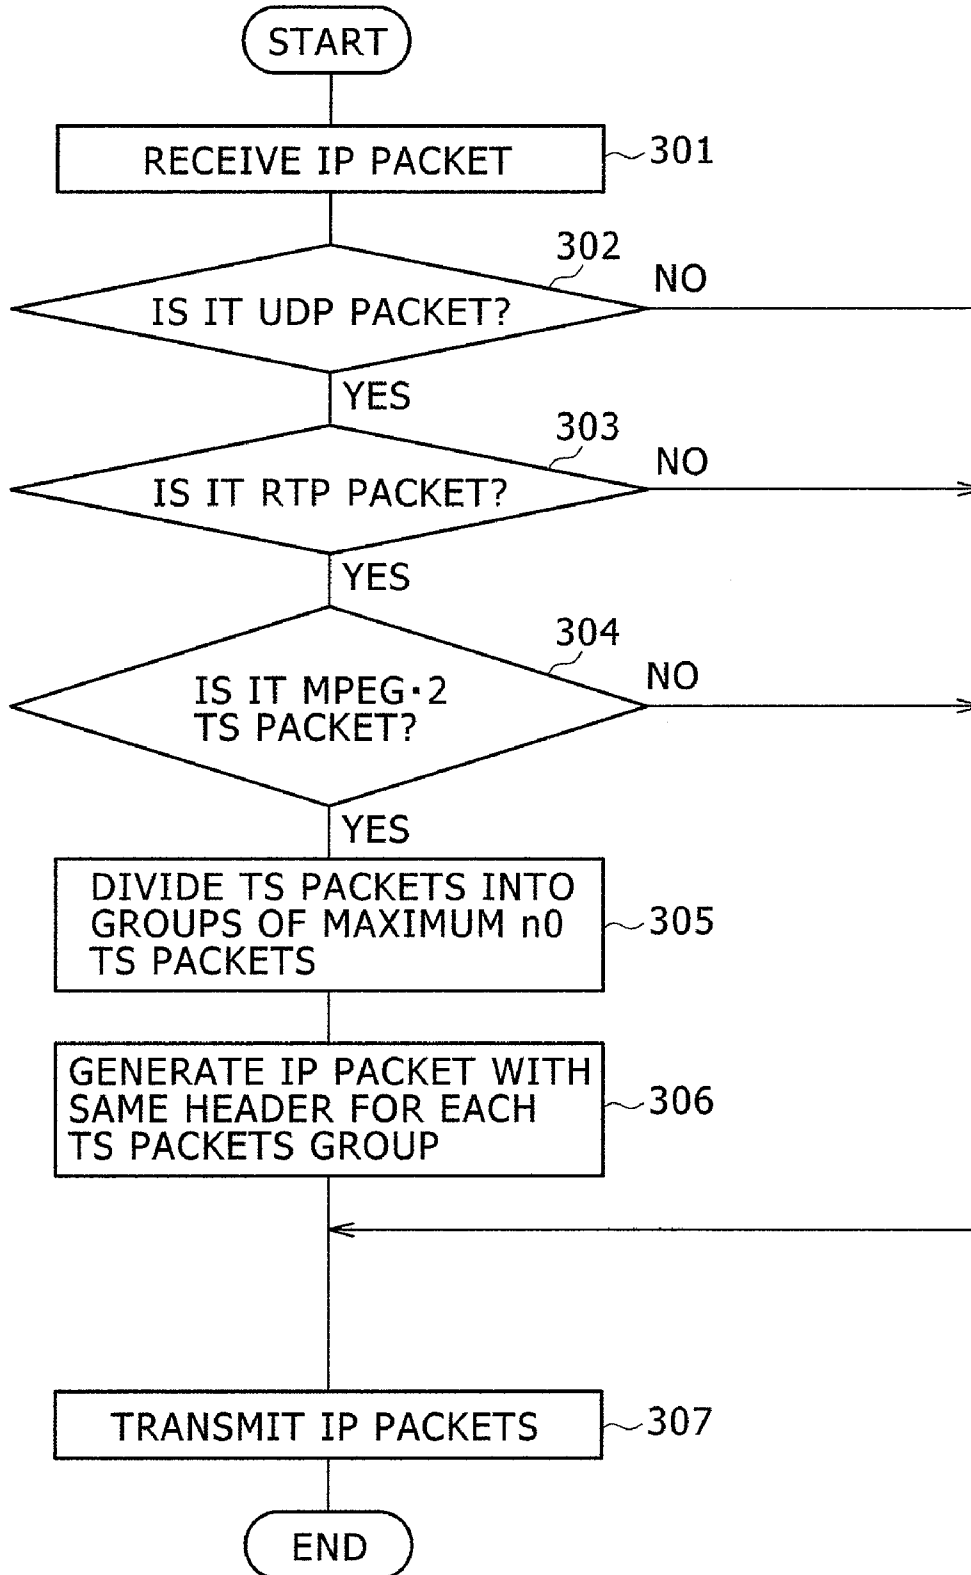 START
RECEIVE IP PACKET
301
302
NO
IS IT UDP PACKET?
YES
303
NO
IS IT RTP PACKET?
YES
304
NO
IS IT MPEG·2
TS PACKET?
YES
DIVIDE TS PACKETS INTO
GROUPS OF MAXIMUM n0
TS PACKETS
305
GENERATE IP PACKET WITH
SAME HEADER FOR EACH
TS PACKETS GROUP
306
TRANSMIT IP PACKETS
307
END